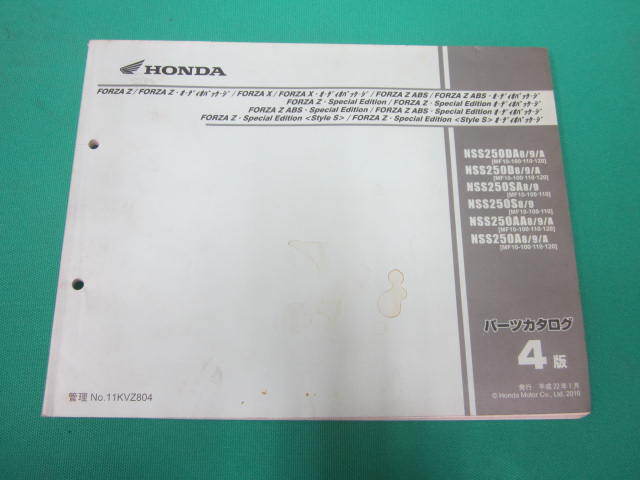 HONDA
FORZA Z / FORZA Z・ｵｰﾃﾞｨｵﾊﾟｯｹｰｼﾞ / FORZA X / FORZA X・ｵｰﾃﾞｨｵﾊﾟｯｹｰｼﾞ / FORZA Z ABS / FORZA Z ABS・ｵｰﾃﾞｨｵﾊﾟｯｹｰｼﾞ
FORZA Z・Special Edition / FORZA Z・Special Edition ｵｰﾃﾞｨｵﾊﾟｯｹｰｼﾞ
FORZA Z ABS・Special Edition / FORZA Z ABS・Special Edition ｵｰﾃﾞｨｵﾊﾟｯｹｰｼﾞ
FORZA Z・Special Edition <Style S> / FORZA Z・Special Edition <Style S> ｵｰﾃﾞｨｵﾊﾟｯｹｰｼﾞ
NSS250DA8/9/A
[MF10-100・110・120]
NSS250D8/9/A
[MF10-100・110・120]
NSS250SA8/9
[MF10-100・110]
NSS250S8/9
[MF10-100・110]
NSS250AA8/9/A
[MF10-100・110・120]
NSS250A8/9/A
[MF10-100・110・120]
パーツカタログ
4版
発行 平成22年1月
© Honda Motor Co., Ltd. 2010
管理 No.11KVZ804